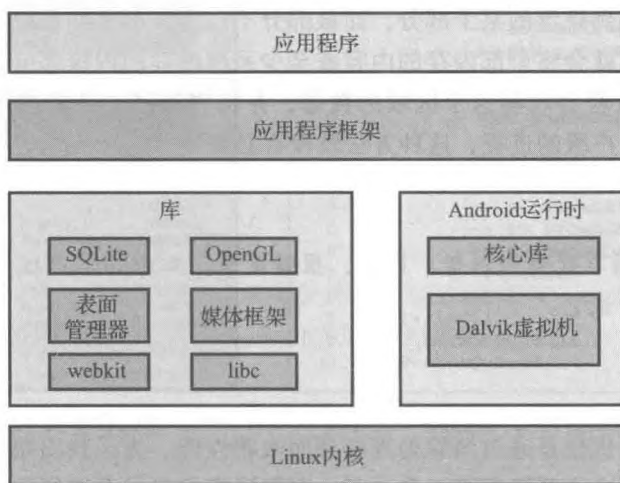 应用程序
应用程序框架
库
SQLite
OpenGL
表面
管理器
媒体框架
webkit
libc
Android运行时
核心库
Dalvik虚拟机
Linux内核